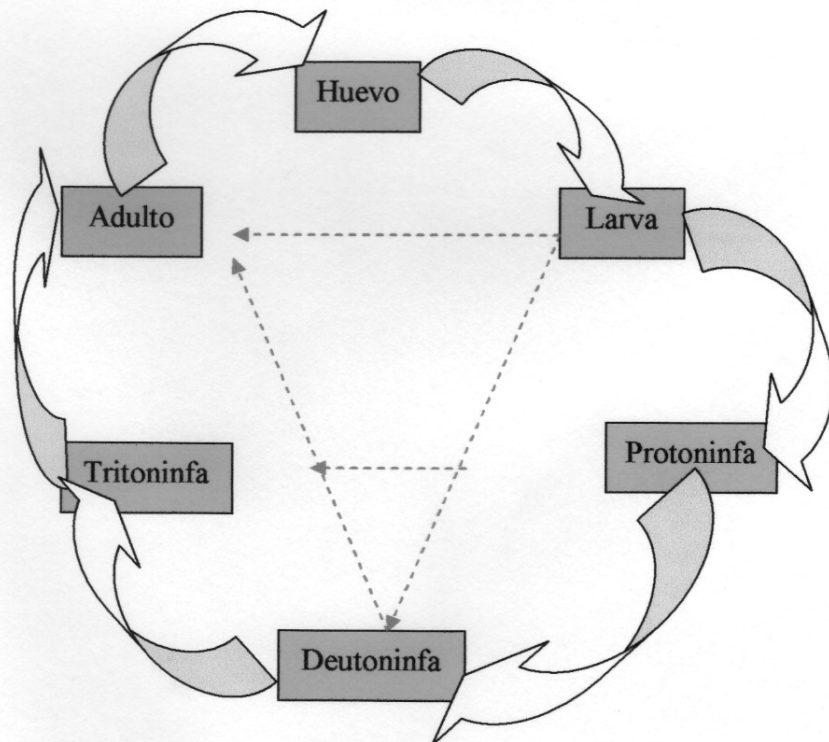 Huevo
Adulto
Larva
Tritoninfa
Protoninfa
Deutoninfa